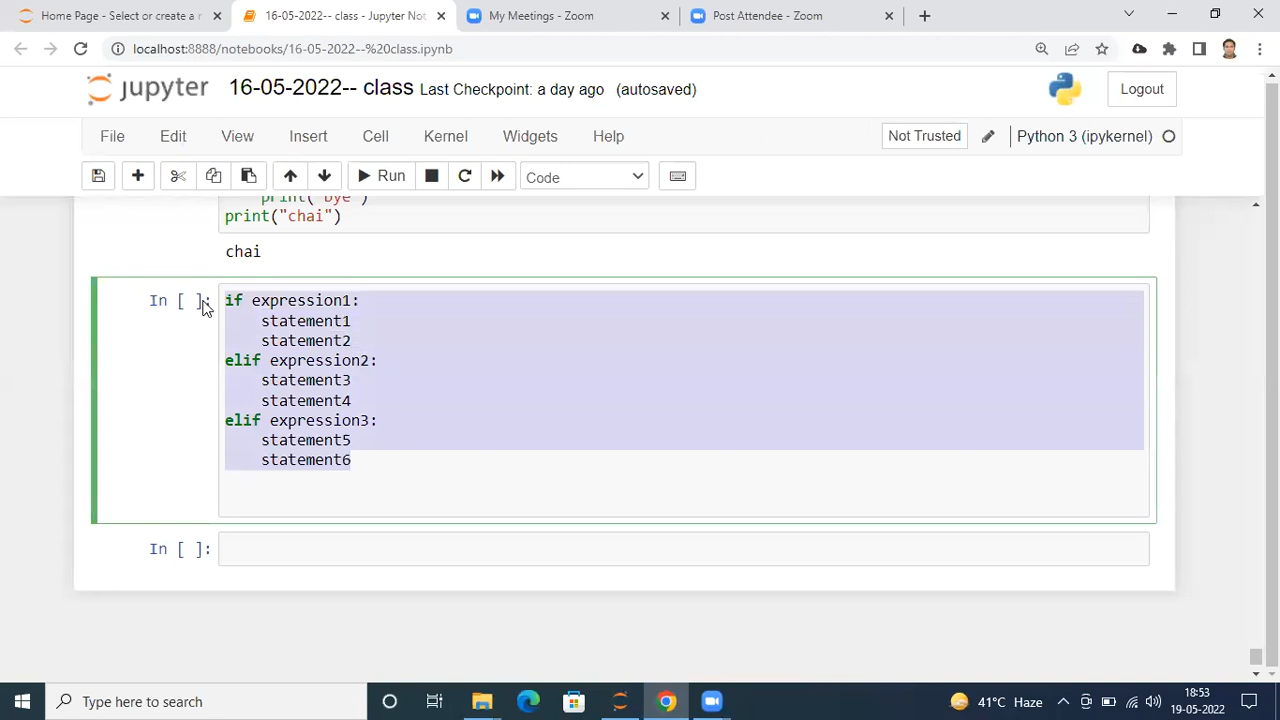 Home Page - Select or create a n
16-05-2022-- class - Jupyter Not
My Meetings - Zoom
Post Attendee - Zoom
localhost:8888/notebooks/16-05-2022--%20class.ipynb
jupyter
16-05-2022-- class Last Checkpoint: a day ago (autosaved)
Logout
File Edit View Insert Cell Kernel Widgets Help
Not Trusted
Python 3 (ipykernel)
Run
Code
print("bye")
print("chai")
chai
In [ ]:
if expression1:
    statement1
    statement2
elif expression2:
    statement3
    statement4
elif expression3:
    statement5
    statement6
In [ ]:
Type here to search
41°C Haze
18:53
19-05-2022